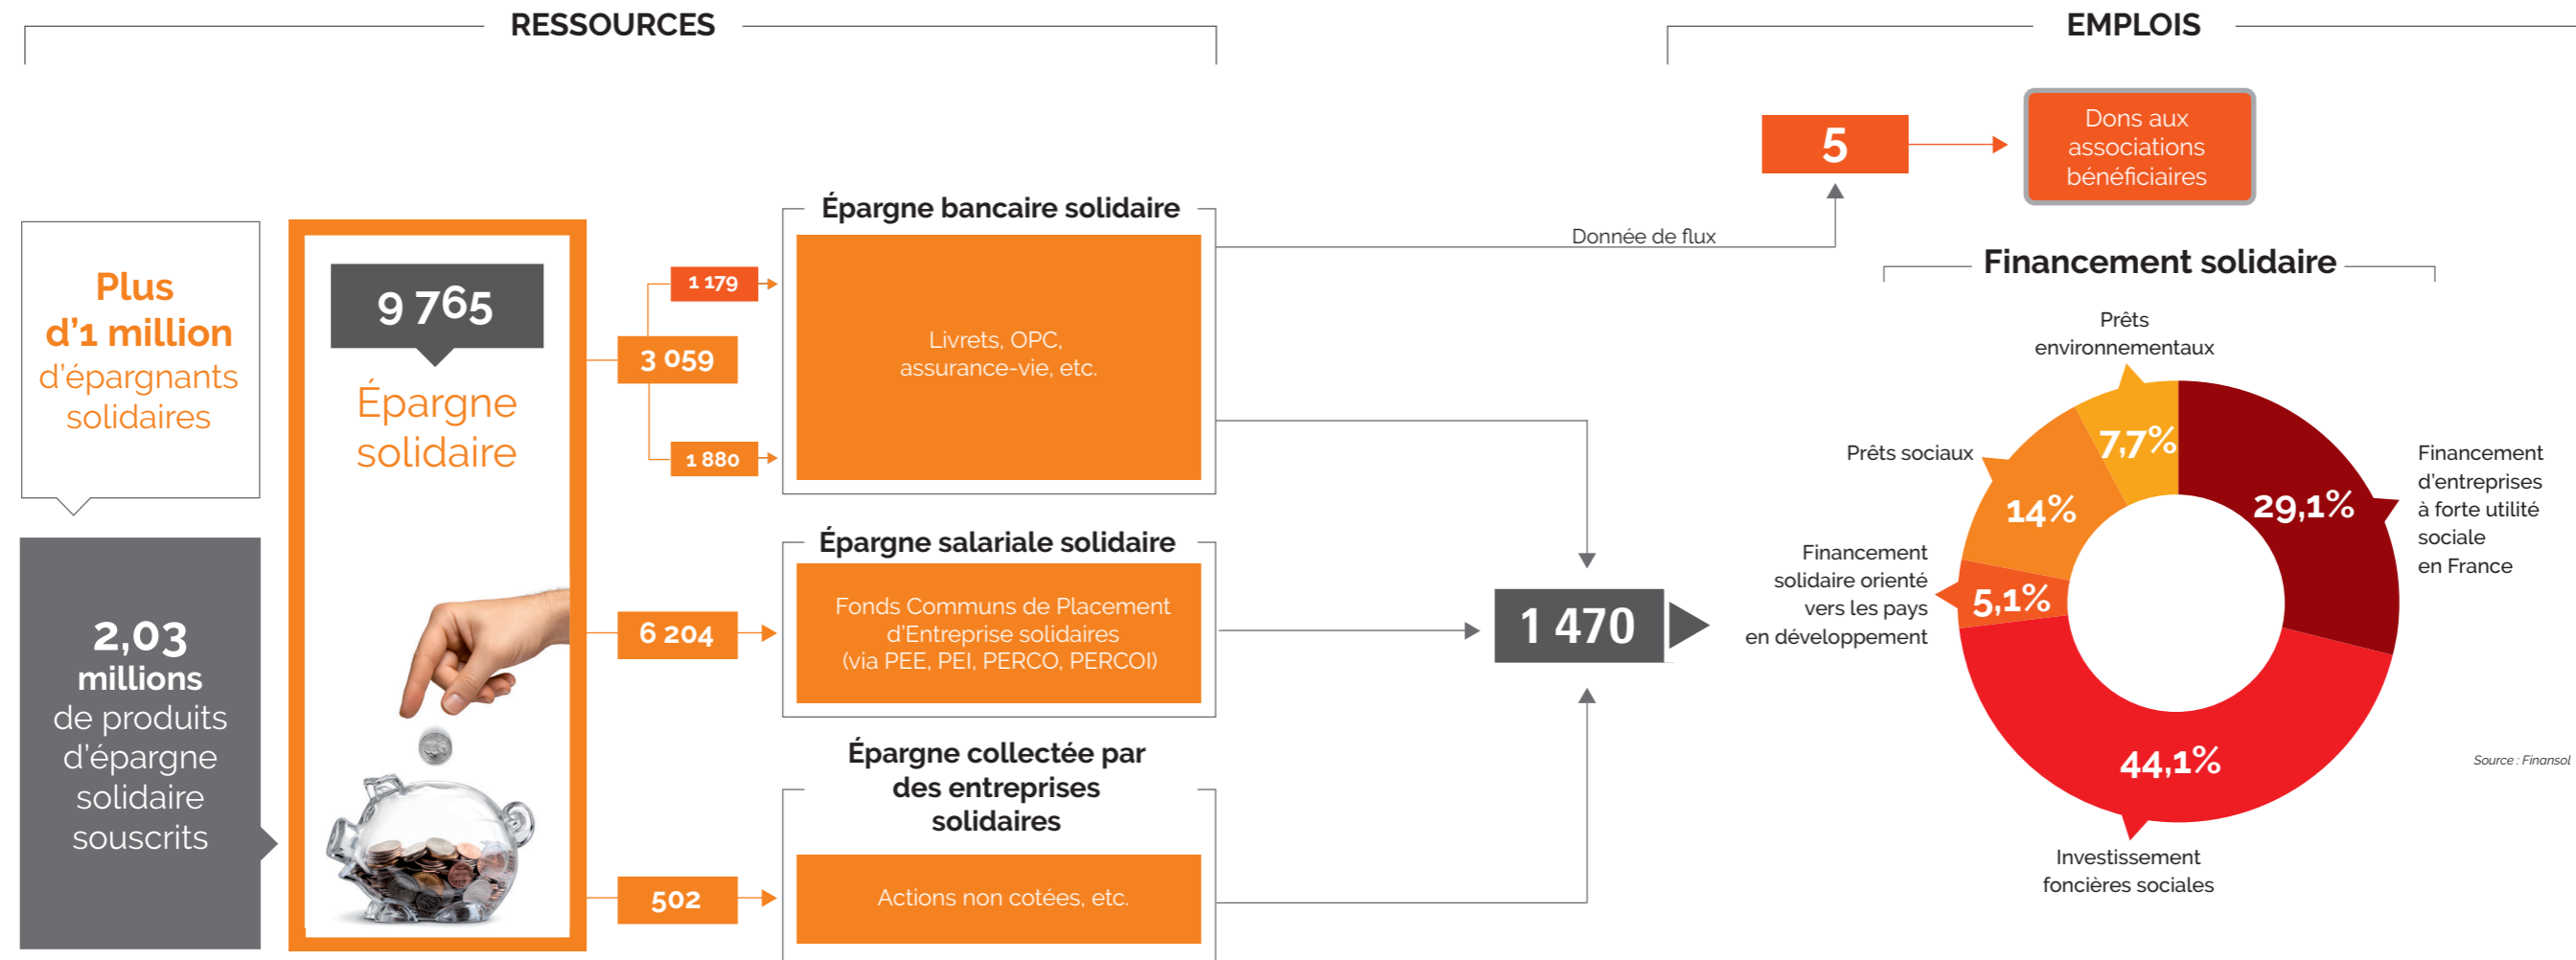 RESSOURCES
EMPLOIS
Plus
d'1 million
d'épargnants
solidaires
2,03
millions
de produits
d'épargne
solidaire
souscrits
9 765
Épargne
solidaire
3 059
1 179
1 880
6 204
502
Épargne bancaire solidaire
Livrets, OPC,
assurance-vie, etc.
Épargne salariale solidaire
Fonds Communs de Placement
d'Entreprise solidaires
(via PEE, PEI, PERCO, PERCOI)
Épargne collectée par
des entreprises
solidaires
Actions non cotées, etc.
Donnée de flux
5
Dons aux
associations
bénéficiaires
1 470
Financement solidaire
Prêts
environnementaux
7,7%
Prêts sociaux
14%
Financement
solidaire orienté
vers les pays
en développement
5,1%
29,1%
Financement
d'entreprises
à forte utilité
sociale
en France
44,1%
Investissement
foncières sociales
Source : Finansol